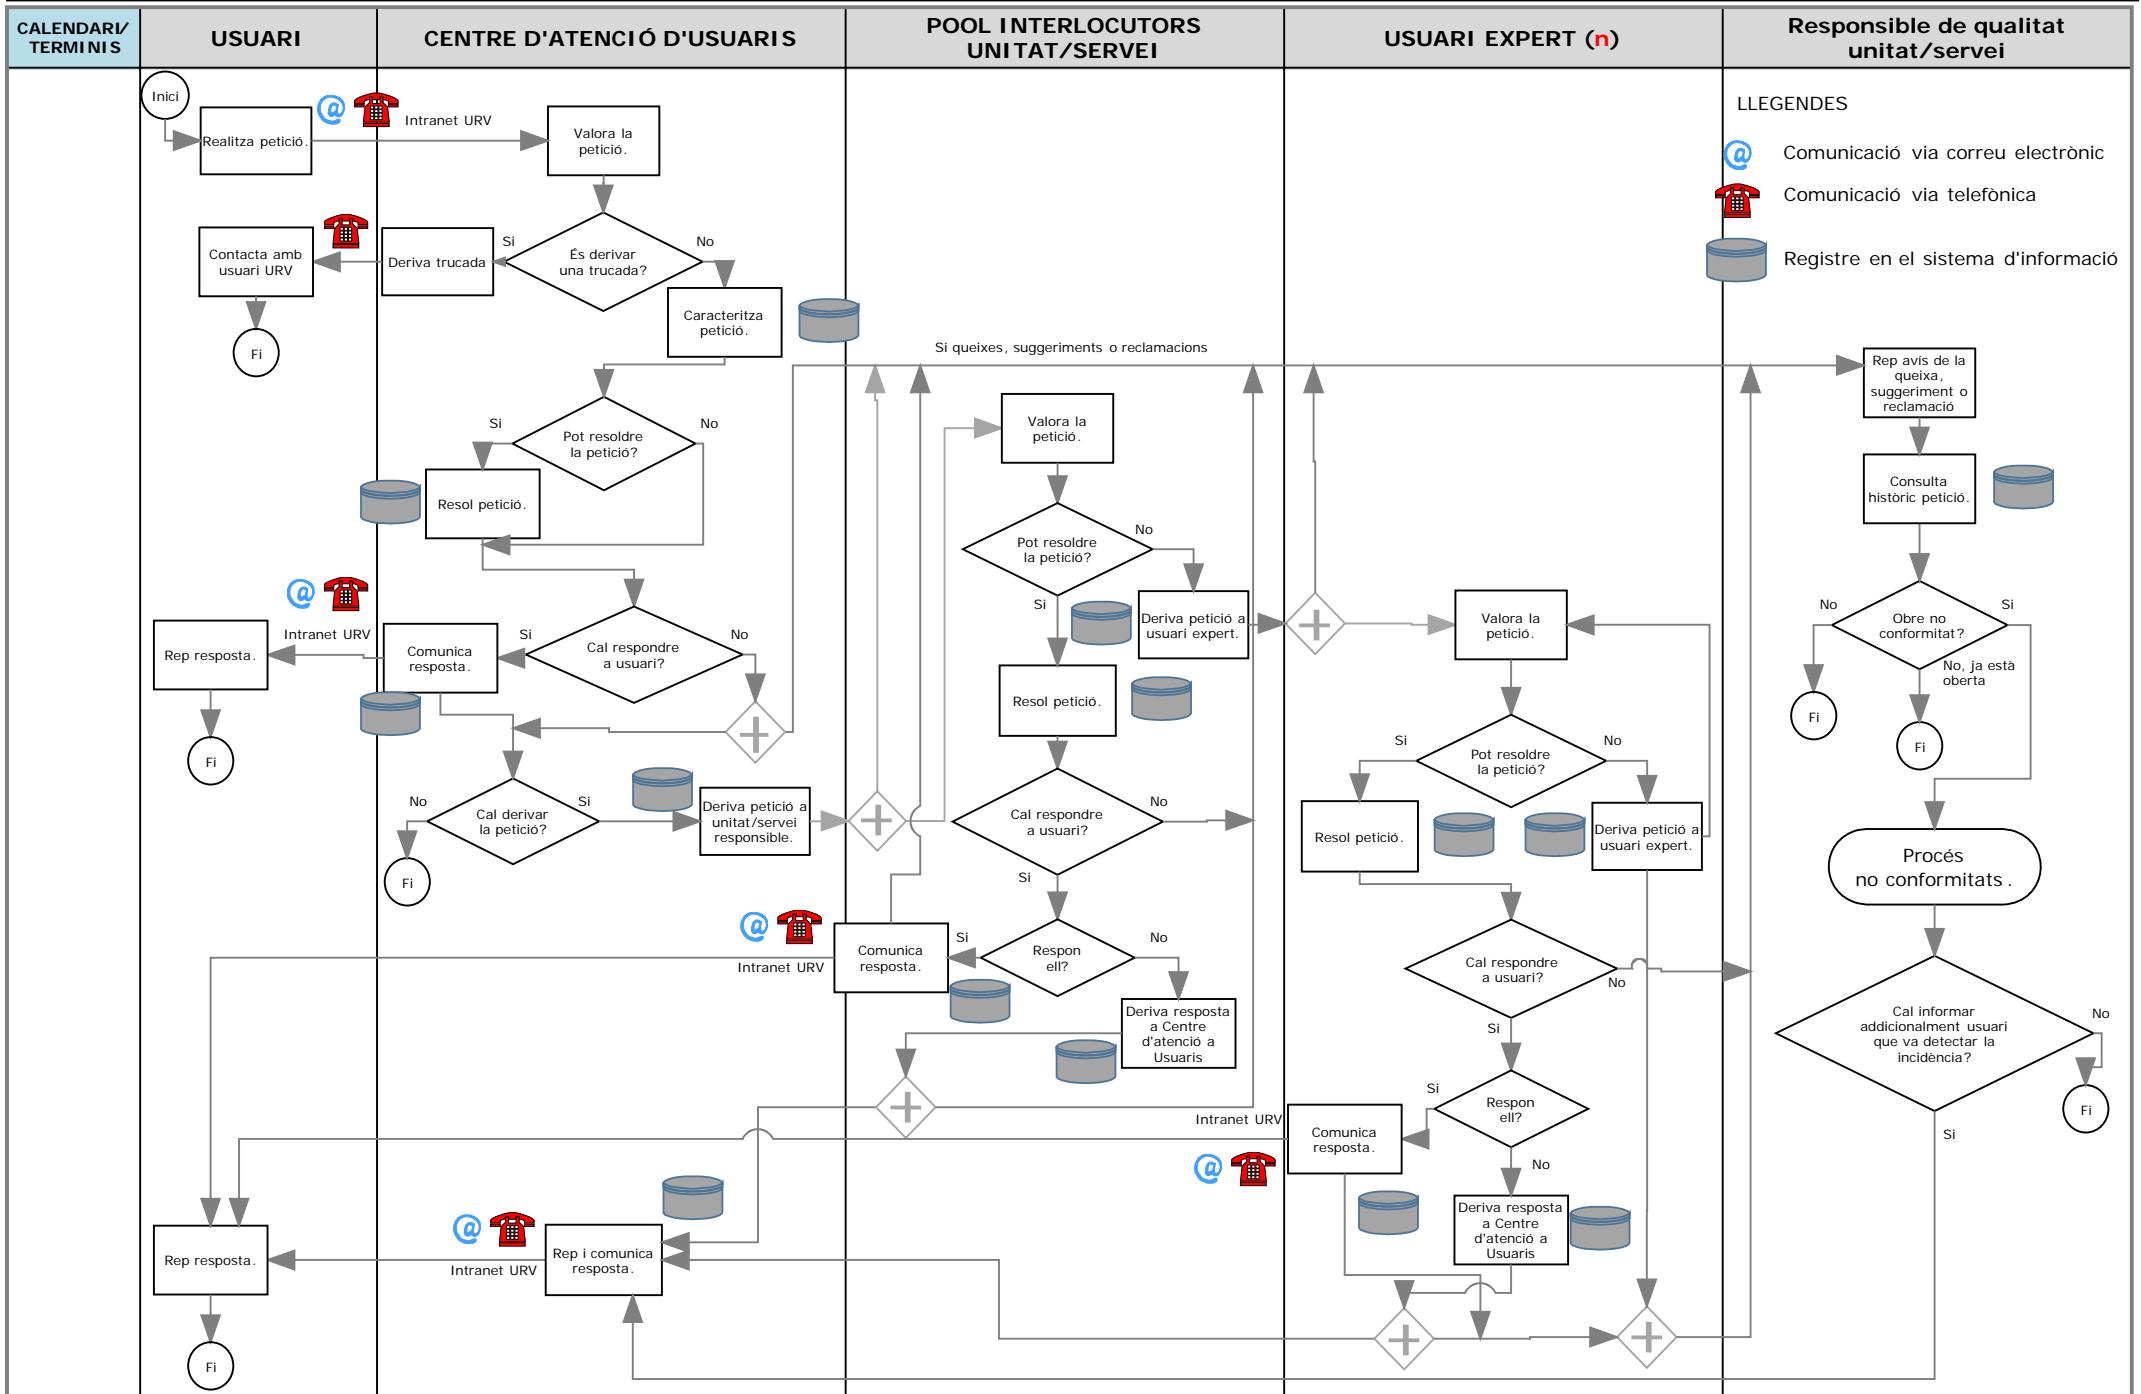 CALENDARI/
TERMINIS
USUARI
CENTRE D'ATENCIÓ D'USUARIS
POOL INTERLOCUTORS
UNITAT/SERVEI
USUARI EXPERT (n)
Responsible de qualitat
unitat/servei
Inici
Realitza petició.
@
Intranet URV
Valora la
petició.
LLEGENDES
@
Comunicació via correu electrònic
Comunicació via telefònica
Registre en el sistema d'informació
Contacta amb
usuari URV
Deriva trucada
Si
És derivar
una trucada?
No
Fi
Caracteritza
petició.
Si queixes, suggeriments o reclamacions
Rep avís de la
queixa,
suggeriment o
reclamació
Si
Pot resoldre
la petició?
No
Resol petició.
Valora la
petició.
Consulta
històric petició.
Pot resoldre
la petició?
No
Si
Deriva petició a
usuari expert.
Valora la
petició.
No
Obre no
conformitat?
Si
No, ja està
oberta
Fi
Fi
@
Intranet URV
Rep resposta.
Comunica
resposta.
Si
Cal respondre
a usuari?
No
Fi
Resol petició.
Si
Pot resoldre
la petició?
No
No
Cal derivar
la petició?
Si
Deriva petició a
unitat/servei
responsible.
Fi
Cal respondre
a usuari?
No
Si
Resol petició.
Deriva petició a
usuari expert.
Procés
no conformitats.
@
Intranet URV
Comunica
resposta.
Si
Respon
ell?
No
Deriva resposta
a Centre
d'atenció a
Usuaris
Cal respondre
a usuari?
No
Si
Cal informar
addicionalment usuari
que va detectar la
incidència?
No
Fi
Si
Intranet URV
@
Comunica
resposta.
Si
Respon
ell?
No
Deriva resposta
a Centre
d'atenció a
Usuaris
Rep resposta.
@
Intranet URV
Rep i comunica
resposta.
Fi